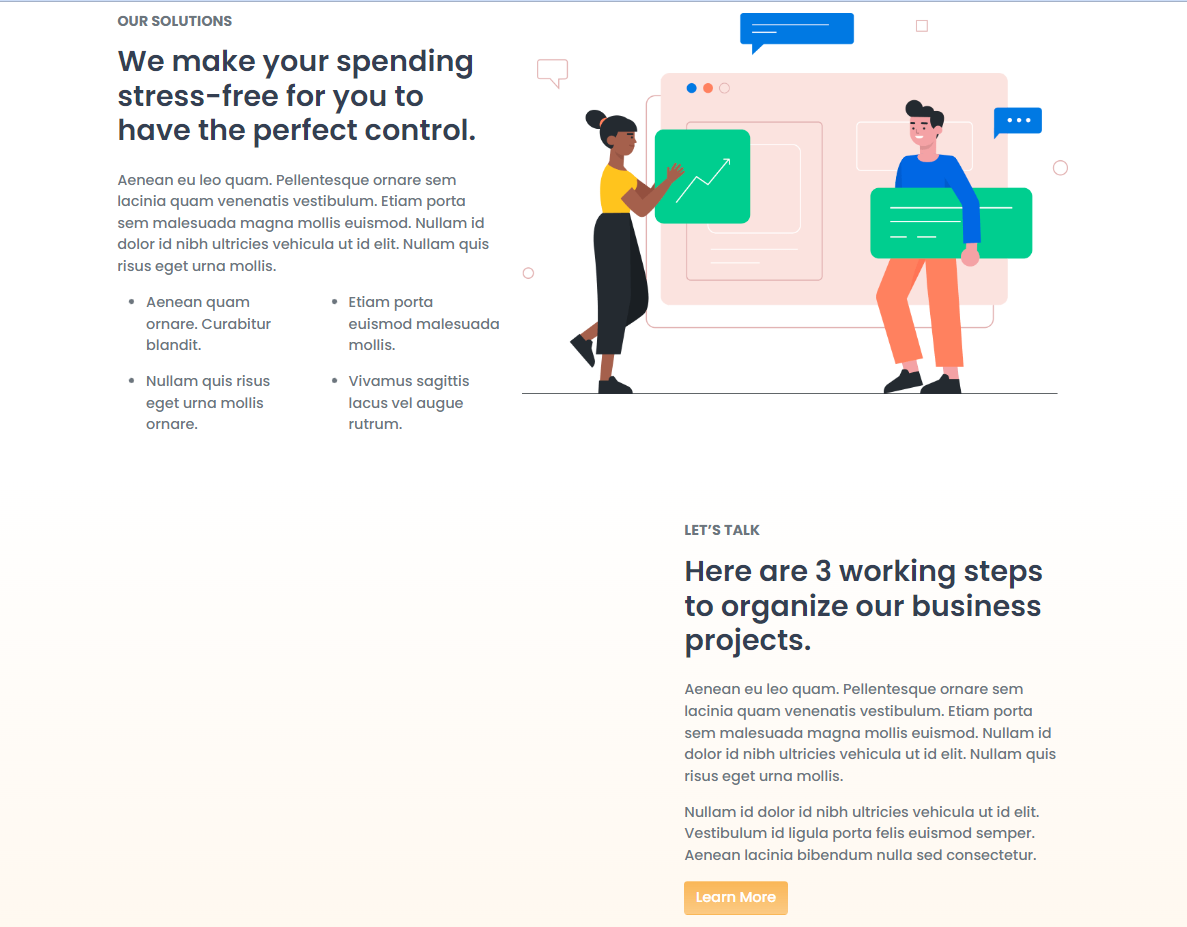 OUR SOLUTIONS
We make your spending
stress-free for you to
have the perfect control.
Aenean eu leo quam. Pellentesque ornare sem
lacinia quam venenatis vestibulum. Etiam porta
sem malesuada magna mollis euismod. Nullam id
dolor id nibh ultricies vehicula ut id elit. Nullam quis
risus eget urna mollis.
• Aenean quam
ornare. Curabitur
blandit.
• Nullam quis risus
eget urna mollis
ornare.
• Etiam porta
euismod malesuada
mollis.
• Vivamus sagittis
lacus vel augue
rutrum.
LET’S TALK
Here are 3 working steps
to organize our business
projects.
Aenean eu leo quam. Pellentesque ornare sem
lacinia quam venenatis vestibulum. Etiam porta
sem malesuada magna mollis euismod. Nullam id
dolor id nibh ultricies vehicula ut id elit. Nullam quis
risus eget urna mollis.
Nullam id dolor id nibh ultricies vehicula ut id elit.
Vestibulum id ligula porta felis euismod semper.
Aenean lacinia bibendum nulla sed consectetur.
Learn More